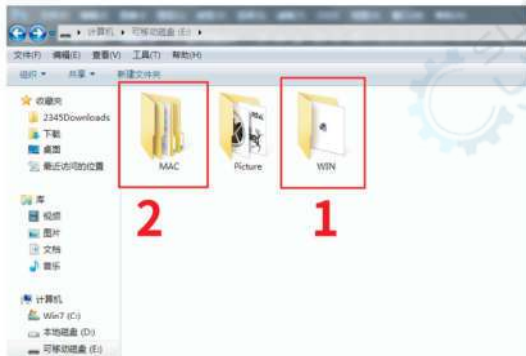 计算机 ▸ 可移动磁盘 (E:) ▸
文件(F) 编辑(E) 查看(V) 工具(T) 帮助(H)
组织 共享 新建文件夹
收藏夹
2345Downloads
下载
桌面
最近访问的位置
MAC
Picture
WIN
2
1
库
视频
图片
文档
音乐
计算机
Win7 (C:)
本地磁盘 (D:)
可移动磁盘 (E:)